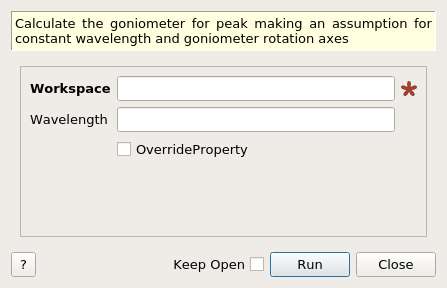 Calculate the goniometer for peak making an assumption for
constant wavelength and goniometer rotation axes
Workspace *
Wavelength
OverrideProperty
? Keep Open Run Close